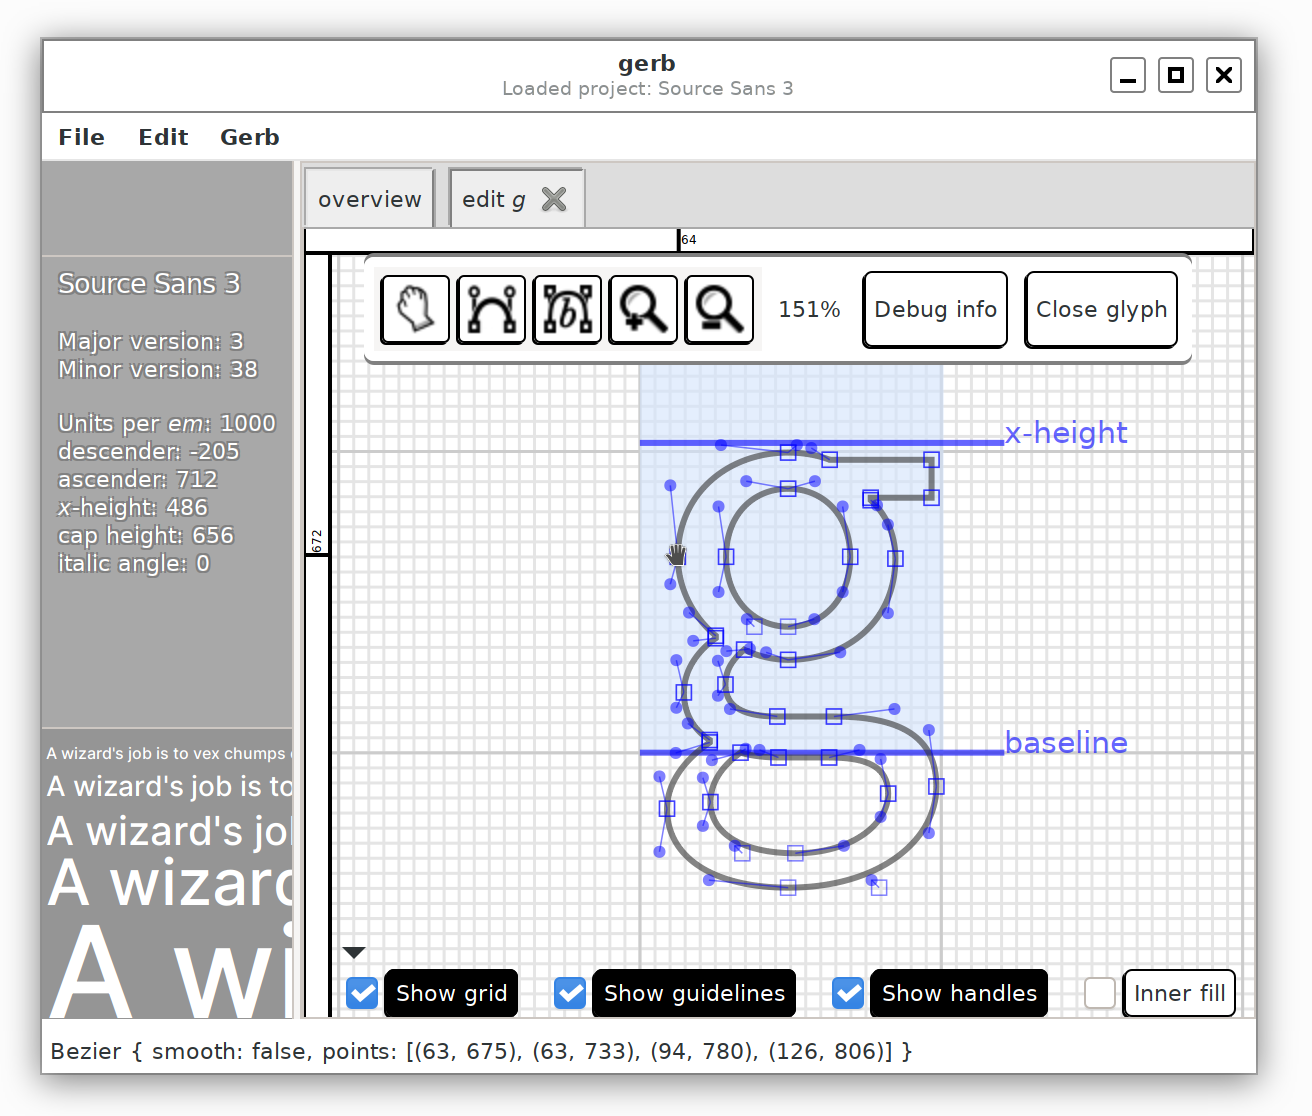 gerb
Loaded project: Source Sans 3
File Edit Gerb
overview
edit g
64
672
151%
Debug info
Close glyph
Source Sans 3
Major version: 3
Minor version: 38
Units per em: 1000
descender: -205
ascender: 712
x-height: 486
cap height: 656
italic angle: 0
x-height
baseline
A wizard's job is to vex chumps
A wizard's job is to
A wizard's jo
A wizard
A wi
Show grid
Show guidelines
Show handles
Inner fill
Bezier { smooth: false, points: [(63, 675), (63, 733), (94, 780), (126, 806)] }